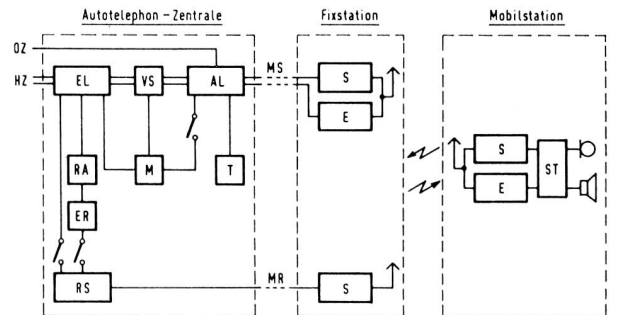 Autotelephon – Zentrale
Fixstation
Mobilstation
OZ
HZ
EL
VS
AL
MS
S
E
S
E
ST
RA
M
T
ER
RS
MR
S